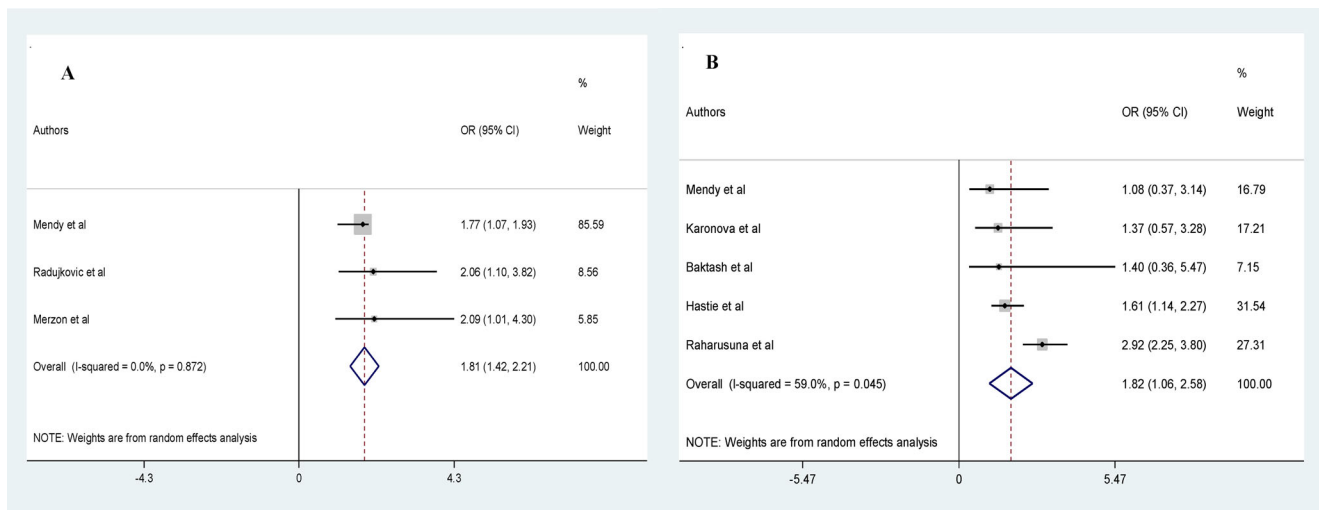 A
%
Authors OR (95% CI) Weight
Mendy et al 1.77 (1.07, 1.93) 85.59
Radujkovic et al 2.06 (1.10, 3.82) 8.56
Merzon et al 2.09 (1.01, 4.30) 5.85
Overall (I-squared = 0.0%, p = 0.872) 1.81 (1.42, 2.21) 100.00
NOTE: Weights are from random effects analysis
-4.3 0 4.3
B
%
Authors OR (95% CI) Weight
Mendy et al 1.08 (0.37, 3.14) 16.79
Karonova et al 1.37 (0.57, 3.28) 17.21
Baktash et al 1.40 (0.36, 5.47) 7.15
Hastie et al 1.61 (1.14, 2.27) 31.54
Raharusuna et al 2.92 (2.25, 3.80) 27.31
Overall (I-squared = 59.0%, p = 0.045) 1.82 (1.06, 2.58) 100.00
NOTE: Weights are from random effects analysis
-5.47 0 5.47